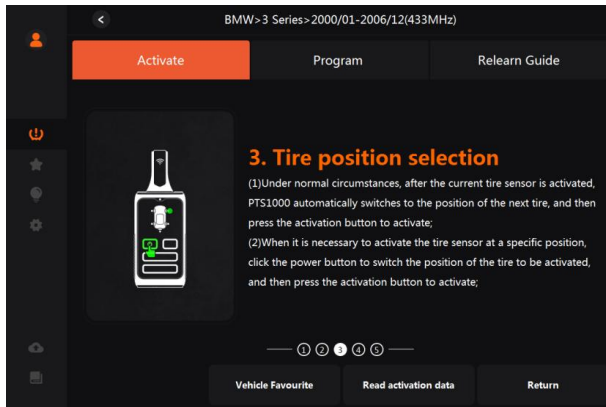 BMW>3 Series>2000/01-2006/12(433MHz)
Activate
Program
Relearn Guide
3. Tire position selection
(1)Under normal circumstances, after the current tire sensor is activated,
PTS1000 automatically switches to the position of the next tire, and then
press the activation button to activate;
(2)When it is necessary to activate the tire sensor at a specific position,
click the power button to switch the position of the tire to be activated,
and then press the activation button to activate;
1 2 3 4 5
Vehicle Favourite
Read activation data
Return